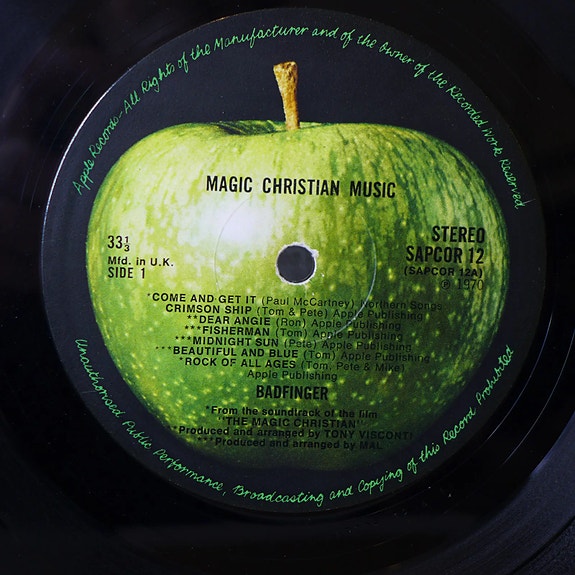 Apple Records-All Rights of the Manufacturer and of the Owner of the Recorded Work Reserved
MAGIC CHRISTIAN MUSIC
33⅓
Mfd. in U.K.
SIDE 1
STEREO
SAPCOR 12
(SAPCOR 12A)
℗ 1970
*COME AND GET IT (Paul McCartney) Northern Songs
CRIMSON SHIP (Tom & Pete) Apple Publishing
**DEAR ANGIE (Ron) Apple Publishing
***FISHERMAN (Tom) Apple Publishing
***MIDNIGHT SUN (Pete) Apple Publishing
***BEAUTIFUL AND BLUE (Tom) Apple Publishing
*ROCK OF ALL AGES (Tom, Pete & Mike)
Apple Publishing
BADFINGER
*From the soundtrack of the film
"THE MAGIC CHRISTIAN"
**Produced and arranged by TONY VISCONTI
***Produced and arranged by MAL
Unauthorised Public Performance, Broadcasting and Copying of this Record Prohibited